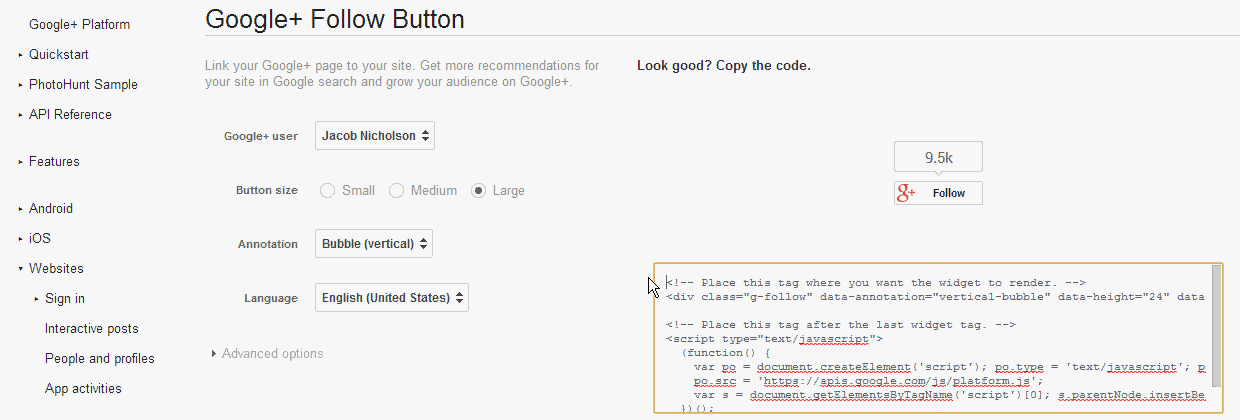 Google+ Platform
Quickstart
PhotoHunt Sample
API Reference
Features
Android
iOS
Websites
Sign in
Interactive posts
People and profiles
App activities
Google+ Follow Button
Link your Google+ page to your site. Get more recommendations for
your site in Google search and grow your audience on Google+.
Google+ user
Jacob Nicholson
Button size
Small
Medium
Large
Annotation
Bubble (vertical)
Language
English (United States)
Advanced options
Look good? Copy the code.
9.5k
g+ Follow
<!-- Place this tag where you want the widget to render. -->
<div class="g-follow" data-annotation="vertical-bubble" data-height="24" data
<!-- Place this tag after the last widget tag. -->
<script type="text/javascript">
(function() {
var po = document.createElement('script'); po.type = 'text/javascript'; p
po.src = 'https://apis.google.com/js/platform.js';
var s = document.getElementsByTagName('script')[0]; s.parentNode.insertBe
})();